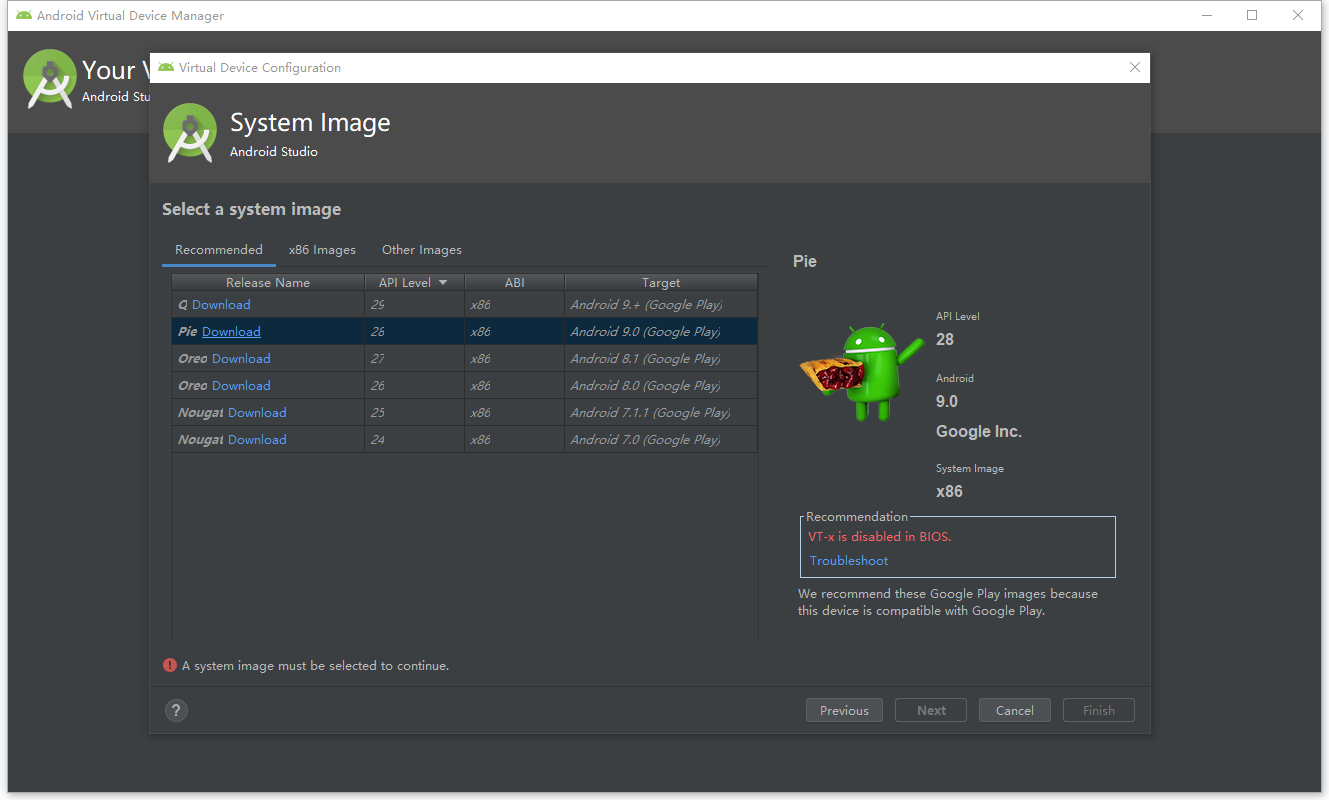 Android Virtual Device Manager
Your V
Android Stu
Virtual Device Configuration
System Image
Android Studio
Select a system image
Recommended x86 Images Other Images
Release Name API Level ABI Target
Q Download 29 x86 Android 9.+ (Google Play)
Pie Download 28 x86 Android 9.0 (Google Play)
Oreo Download 27 x86 Android 8.1 (Google Play)
Oreo Download 26 x86 Android 8.0 (Google Play)
Nougat Download 25 x86 Android 7.1.1 (Google Play)
Nougat Download 24 x86 Android 7.0 (Google Play)
Pie
API Level
28
Android
9.0
Google Inc.
System Image
x86
Recommendation
VT-x is disabled in BIOS.
Troubleshoot
We recommend these Google Play images because
this device is compatible with Google Play.
! A system image must be selected to continue.
? Previous Next Cancel Finish